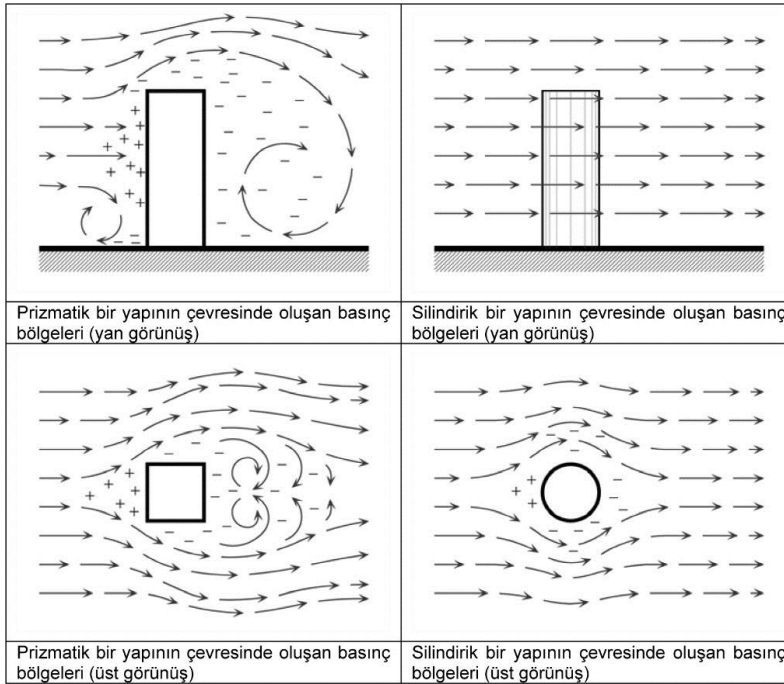 Prizmatik bir yapının çevresinde oluşan basınç
bölgeleri (yan görünüş)
Silindirik bir yapının çevresinde oluşan basınç
bölgeleri (yan görünüş)
Prizmatik bir yapının çevresinde oluşan basınç
bölgeleri (üst görünüş)
Silindirik bir yapının çevresinde oluşan basınç
bölgeleri (üst görünüş)